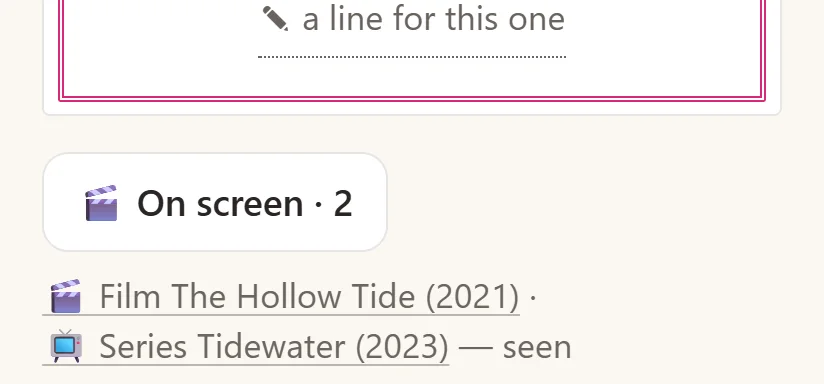 ✎ a line for this one
🎬 On screen · 2
🎬 Film The Hollow Tide (2021) ·
📺 Series Tidewater (2023) — seen